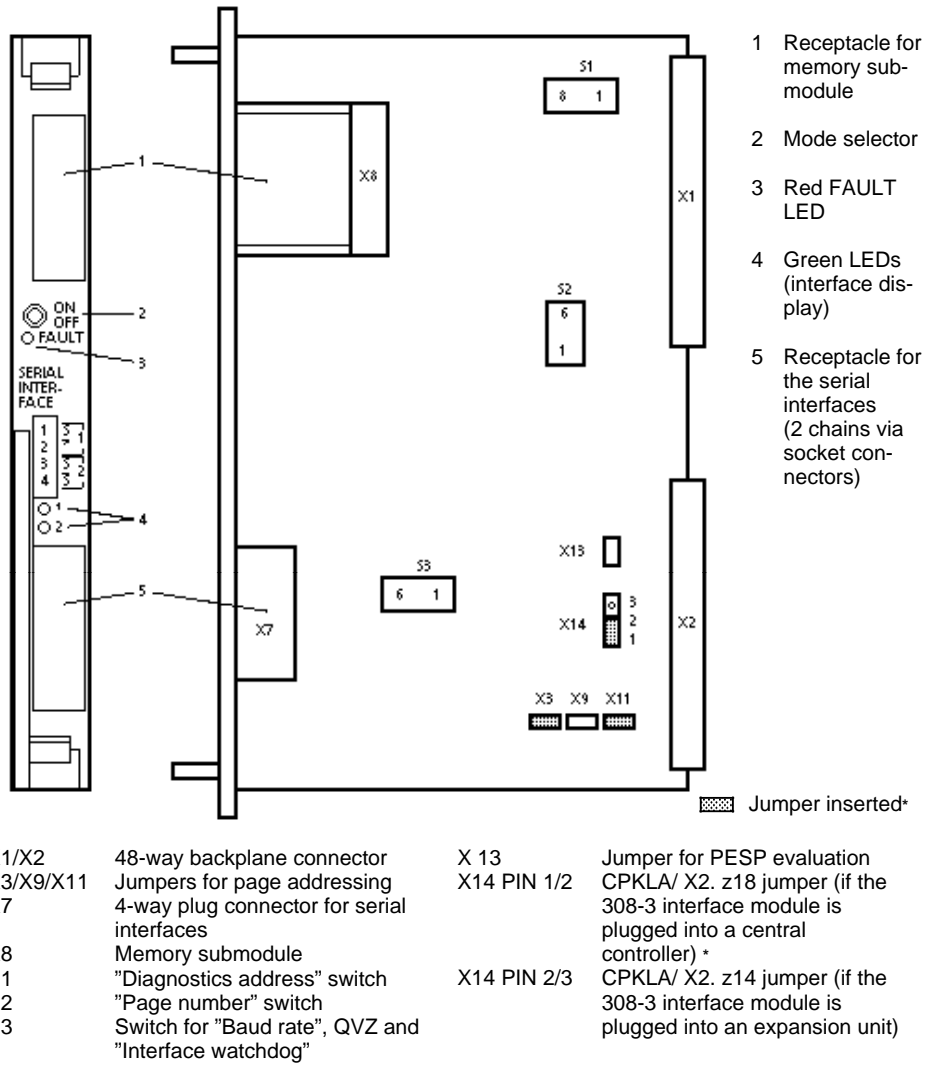 S1
8 1
X8
X1
1
ON
OFF
FAULT
2
3
S2
6
1
SERIAL
INTER-
FACE
1
2
3
4
1
2
1
2
4
5
X7
S3
6 1
X13
X14
3
2
1
X2
X3 X9 X11
Jumper inserted*
1 Receptacle for
memory sub-
module
2 Mode selector
3 Red FAULT
LED
4 Green LEDs
(interface dis-
play)
5 Receptacle for
the serial
interfaces
(2 chains via
socket con-
nectors)
1/X2 48-way backplane connector
3/X9/X11 Jumpers for page addressing
7 4-way plug connector for serial
interfaces
8 Memory submodule
1 ”Diagnostics address” switch
2 ”Page number” switch
3 Switch for ”Baud rate”, QVZ and
”Interface watchdog”
X 13 Jumper for PESP evaluation
X14 PIN 1/2 CPKLA/ X2. z18 jumper (if the
308-3 interface module is
plugged into a central
controller) *
X14 PIN 2/3 CPKLA/ X2. z14 jumper (if the
308-3 interface module is
plugged into an expansion unit)